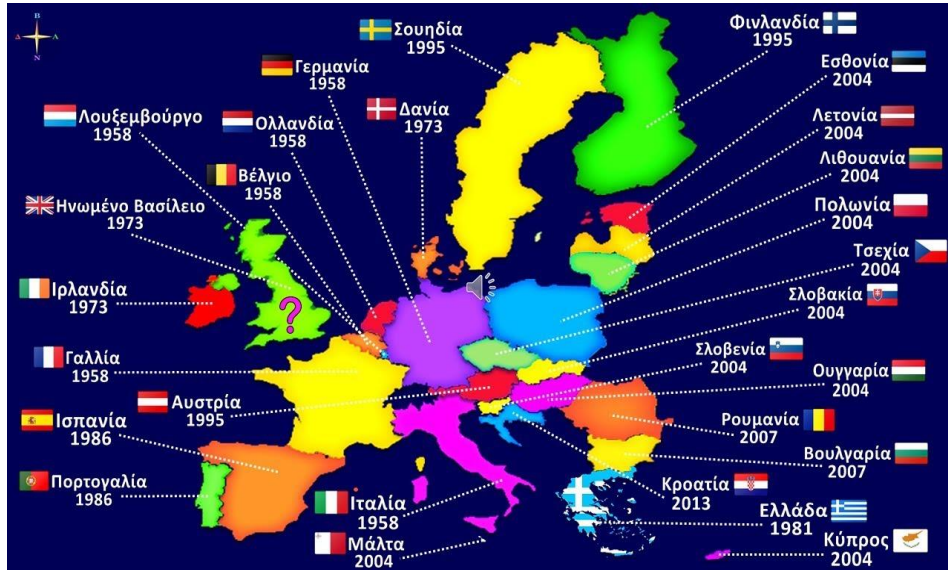 Β
Δ Α
Ν
Σουηδία
1995
Φινλανδία
1995
Γερμανία
1958
Εσθονία
2004
Λουξεμβούργο
1958
Ολλανδία
1958
Δανία
1973
Λετονία
2004
Βέλγιο
1958
Λιθουανία
2004
Ηνωμένο Βασίλειο
1973
Πολωνία
2004
Τσεχία
2004
Ιρλανδία
1973
?
Σλοβακία
2004
Γαλλία
1958
Σλοβενία
2004
Ουγγαρία
2004
Αυστρία
1995
Ισπανία
1986
Ρουμανία
2007
Βουλγαρία
2007
Πορτογαλία
1986
Κροατία
2013
Ιταλία
1958
Ελλάδα
1981
Μάλτα
2004
Κύπρος
2004